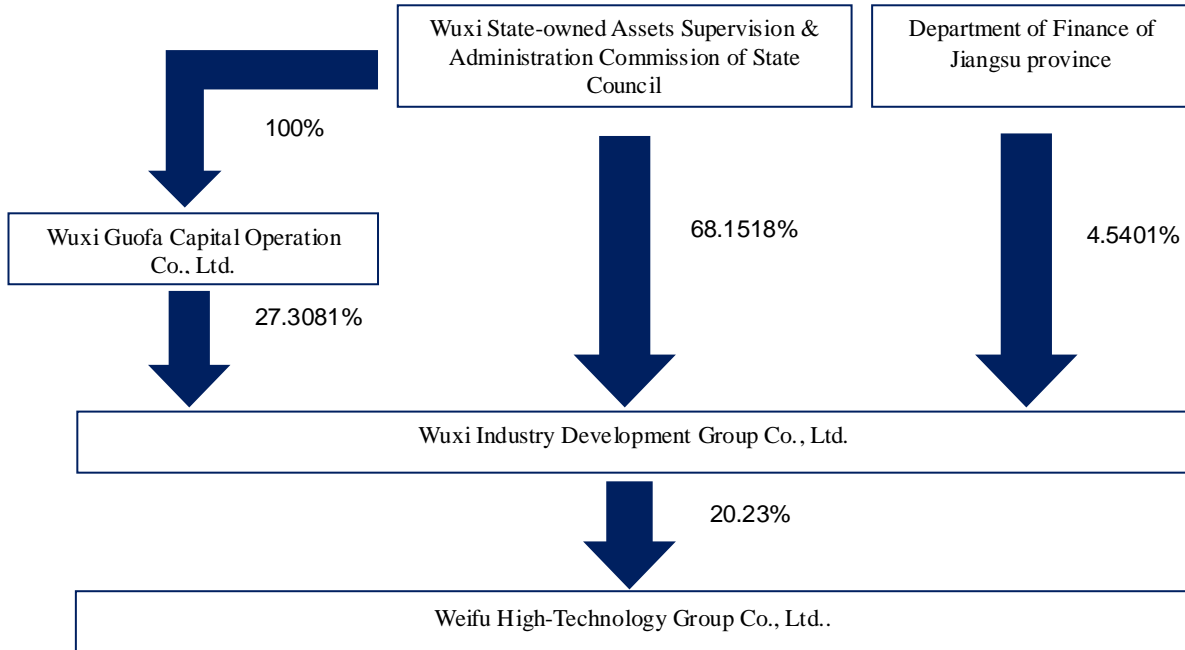 Wuxi State-owned Assets Supervision &
Administration Commission of State
Council
Department of Finance of
Jiangsu province
100%
Wuxi Guofa Capital Operation
Co., Ltd.
68.1518%
4.5401%
27.3081%
Wuxi Industry Development Group Co., Ltd.
20.23%
Weifu High-Technology Group Co., Ltd..